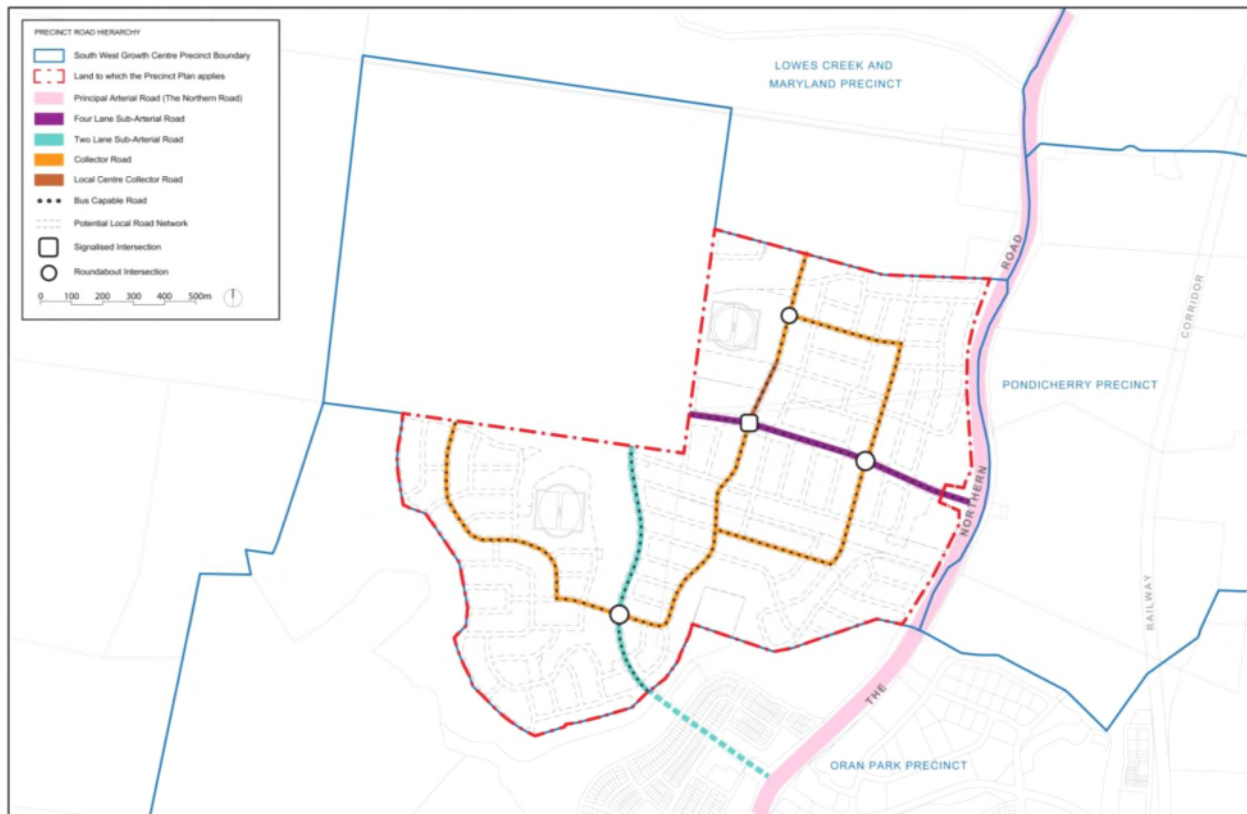 PRECINCT ROAD HIERARCHY
South West Growth Centre Precinct Boundary
Land to which the Precinct Plan applies
Principal Arterial Road (The Northern Road)
Four Lane Sub-Arterial Road
Two Lane Sub-Arterial Road
Collector Road
Local Centre Collector Road
Bus Capable Road
Potential Local Road Network
Signalised Intersection
Roundabout Intersection
0 100 200 300 400 500m
LOWES CREEK AND
MARYLAND PRECINCT
ROAD
CORRIDOR
PONDICHERRY PRECINCT
NORTHERN
RAILWAY
THE
ORAN PARK PRECINCT